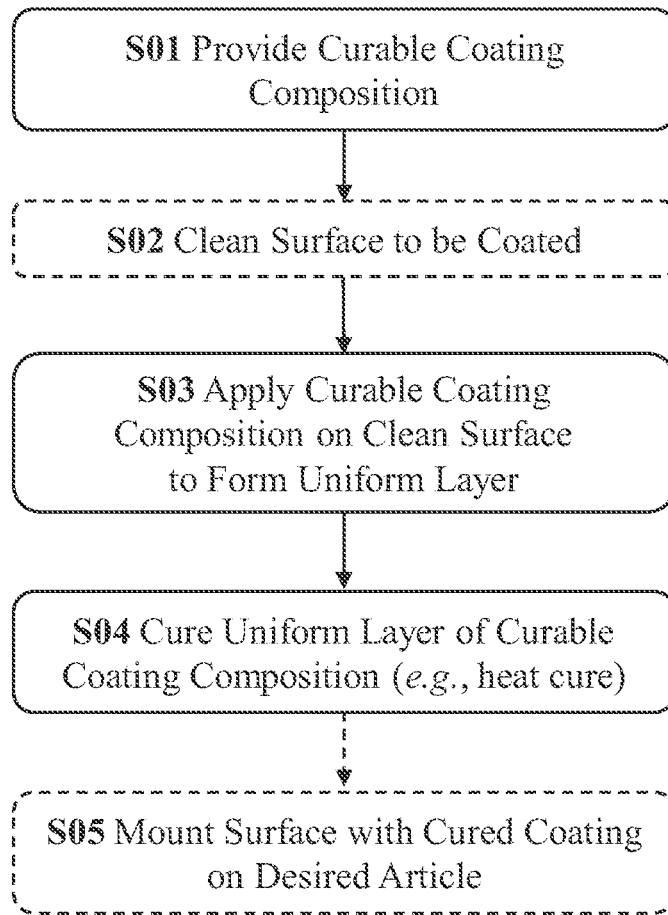 S01 Provide Curable Coating
Composition
S02 Clean Surface to be Coated
S03 Apply Curable Coating
Composition on Clean Surface
to Form Uniform Layer
S04 Cure Uniform Layer of Curable
Coating Composition (e.g., heat cure)
S05 Mount Surface with Cured Coating
on Desired Article